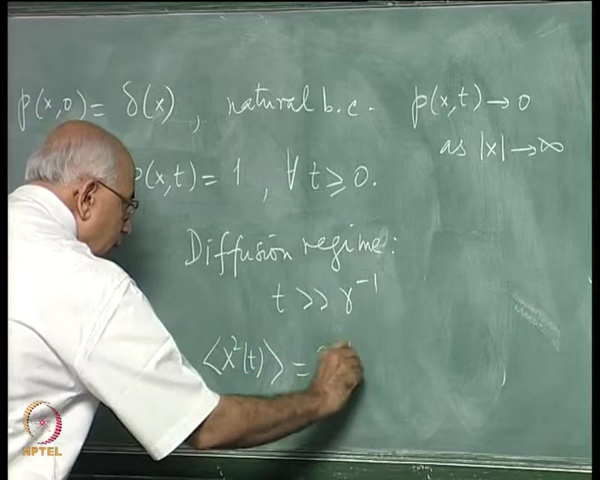 p(x,0) = δ(x) , natural b.c. p(x,t) → 0
as |x| → ∞
p(x,t) = 1 , ∀ t ≥ 0.
Diffusion regime:
t >> γ⁻¹
⟨x²(t)⟩ =
NPTEL